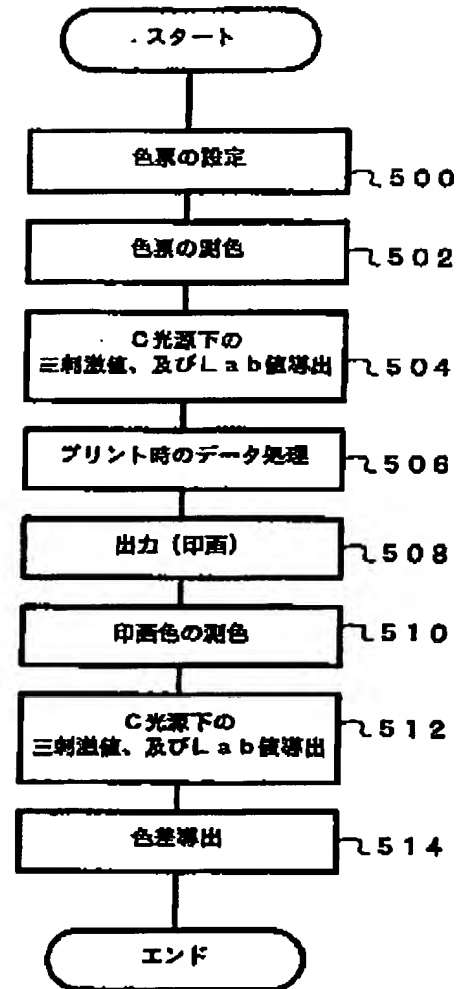 スタート
色票の設定
500
色票の測色
502
C光源下の
三刺激値、及びLab値導出
504
プリント時のデータ処理
506
出力（印画）
508
印画色の測色
510
C光源下の
三刺激値、及びLab値導出
512
色差導出
514
エンド